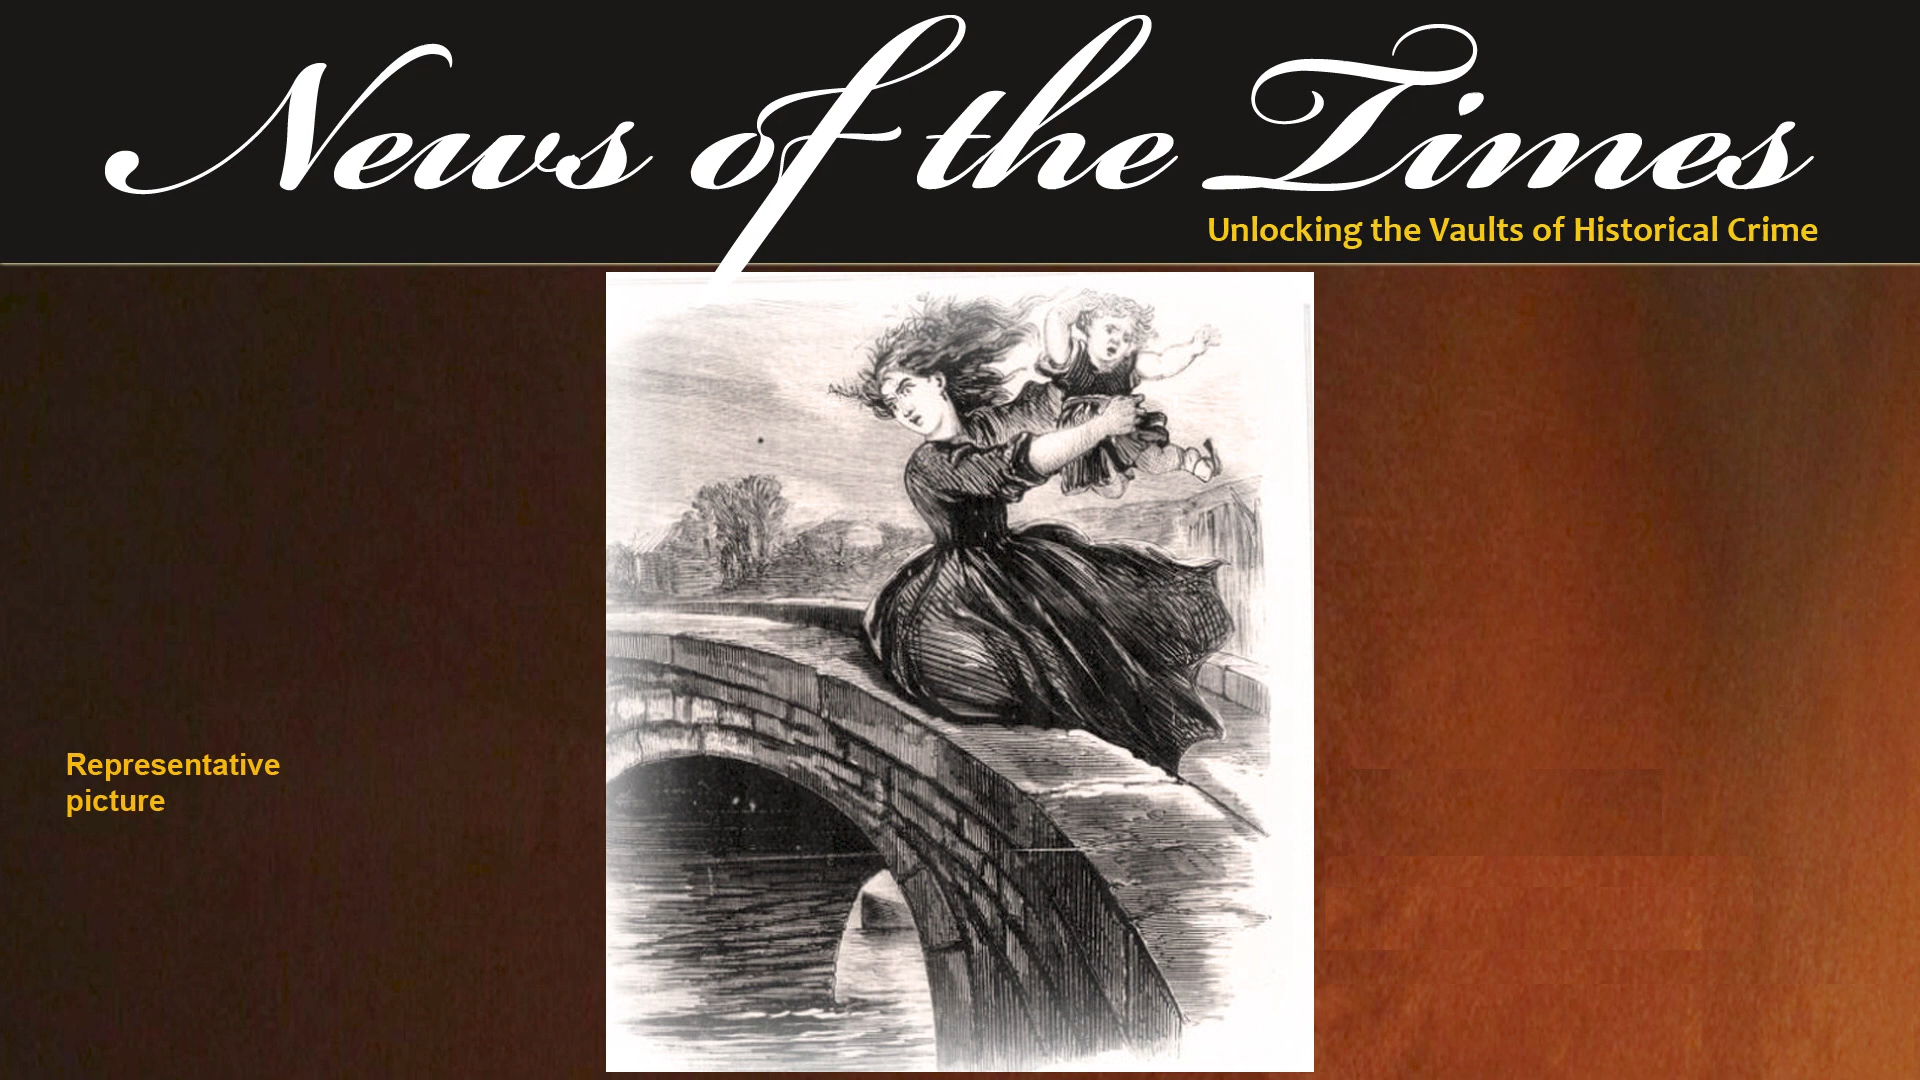 News of the Times
Unlocking the Vaults of Historical Crime
Representative
picture